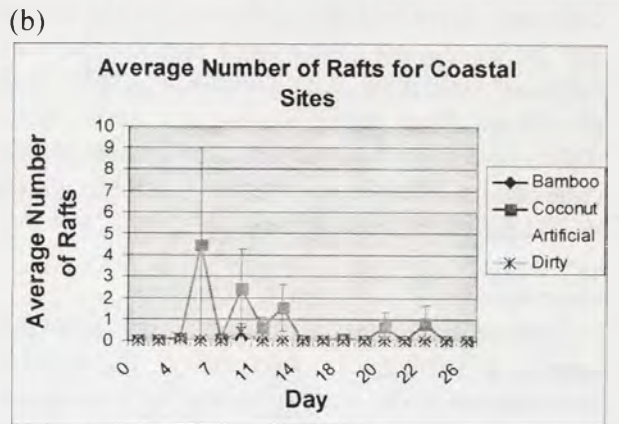 (b)
Average Number of Rafts for Coastal
Sites
Average Number
of Rafts
10
9
8
7
6
5
4
3
2
1
0
0
4
7
11
14
20
22
26
Day
Bamboo
Coconut
Artificial
Dirty